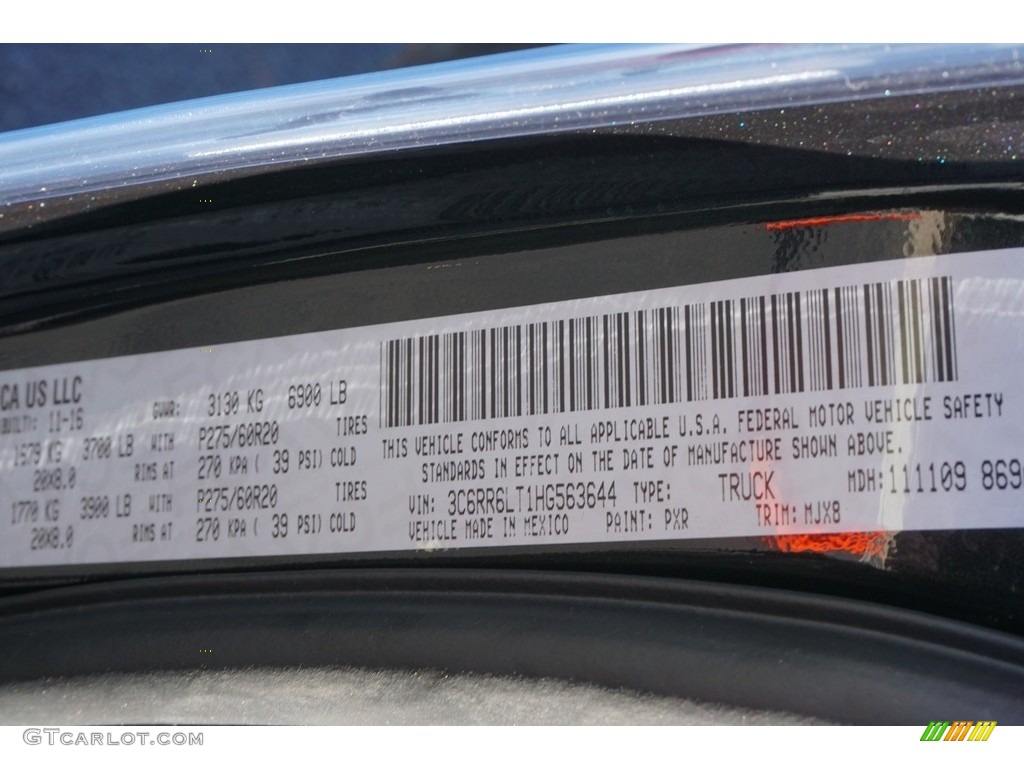 CA US LLC
BUILT: 11-16 GVWR: 3130 KG 6900 LB
1679 KG 3700 LB WITH P275/60R20 TIRES
20X8.0 RIMS AT 270 KPA ( 39 PSI) COLD
1770 KG 3900 LB WITH P275/60R20 TIRES
20X8.0 RIMS AT 270 KPA ( 39 PSI) COLD
THIS VEHICLE CONFORMS TO ALL APPLICABLE U.S.A. FEDERAL MOTOR VEHICLE SAFETY
STANDARDS IN EFFECT ON THE DATE OF MANUFACTURE SHOWN ABOVE.
VIN: 3C6RR6LT1HG563644 TYPE: TRUCK MDH: 111109 869
VEHICLE MADE IN MEXICO PAINT: PXR TRIM: MJX8
GTCarlot.com